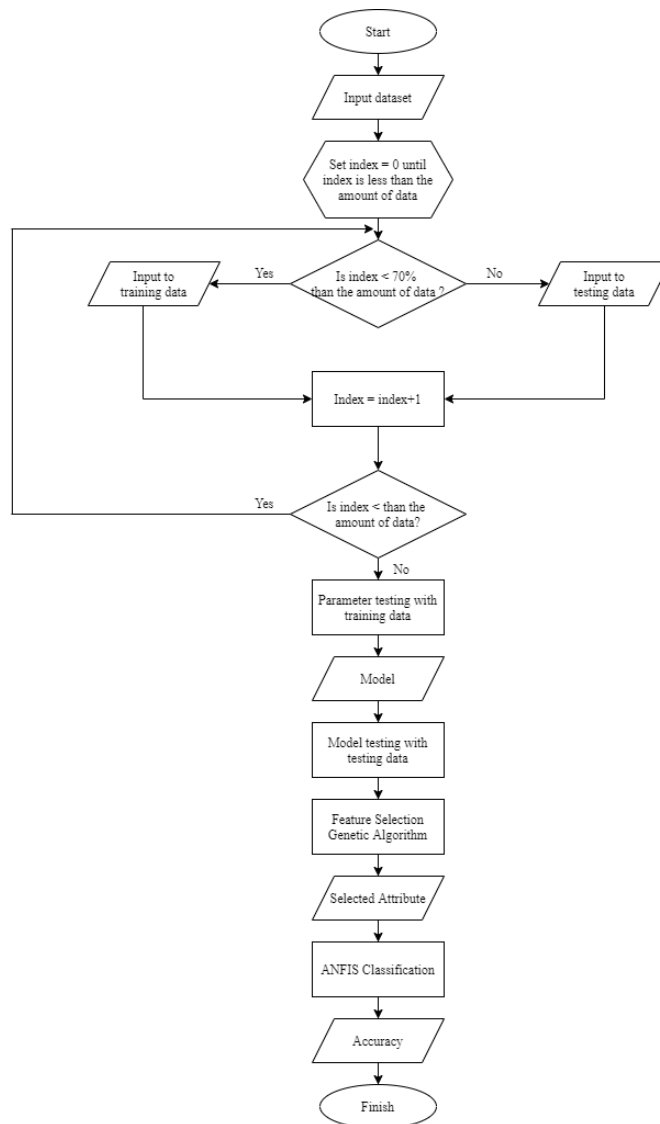 Start
Input dataset
Set index = 0 until
index is less than the
amount of data
Input to
training data
Yes
Is index < 70%
than the amount of data ?
No
Input to
testing data
Index = index+1
Yes
Is index < than the
amount of data?
No
Parameter testing with
training data
Model
Model testing with
testing data
Feature Selection
Genetic Algorithm
Selected Attribute
ANFIS Classification
Accuracy
Finish